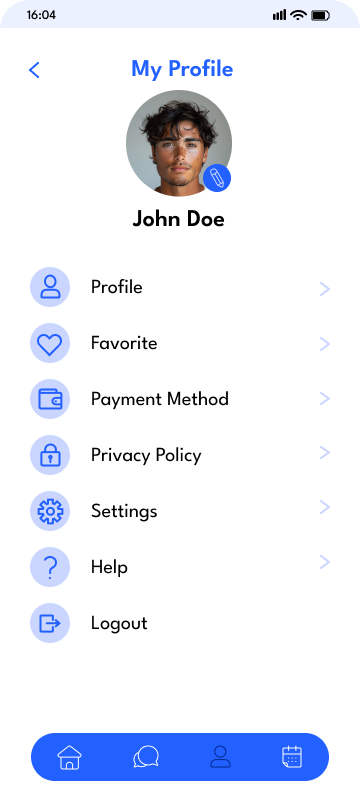 16:04
My Profile
John Doe
Profile
Favorite
Payment Method
Privacy Policy
Settings
Help
Logout